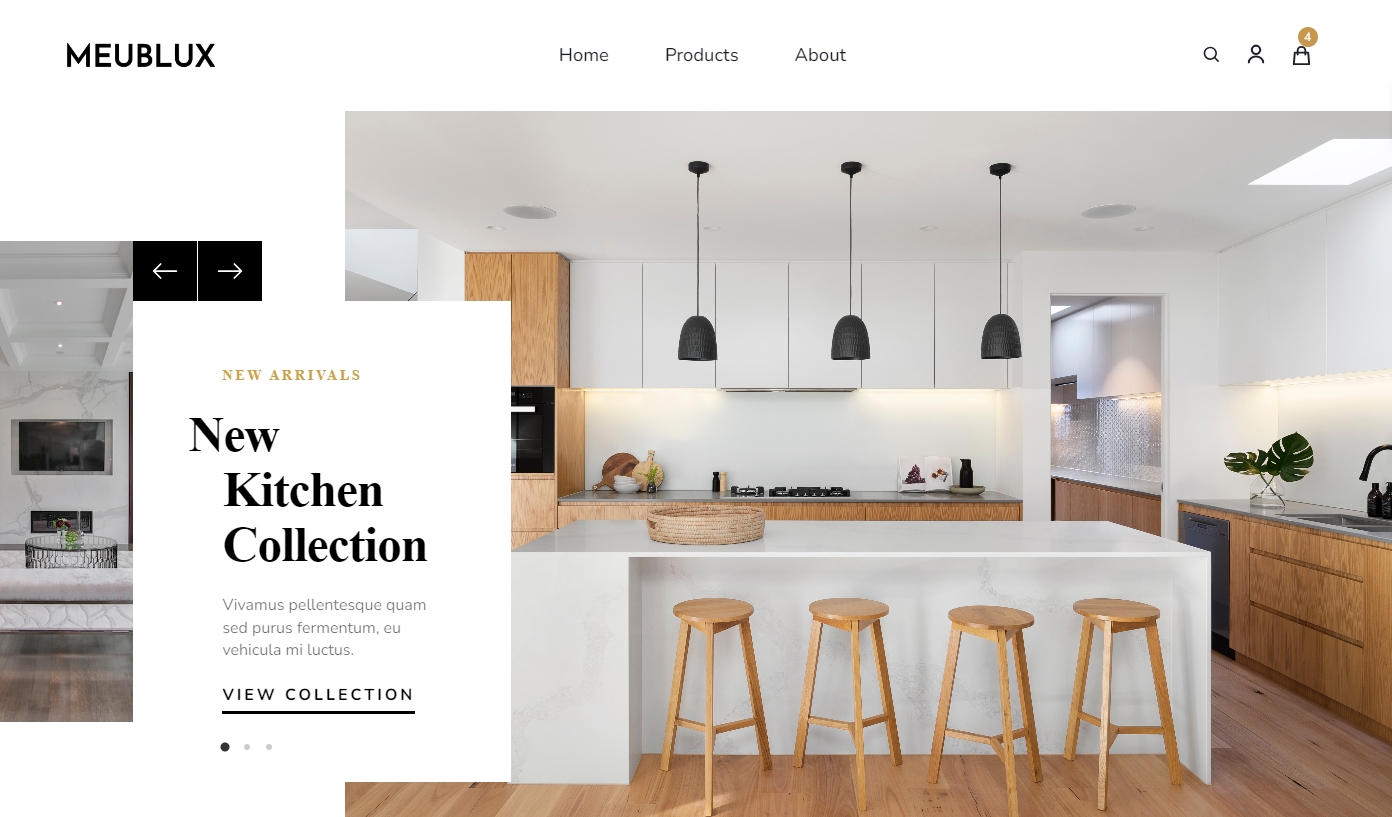 MEUBLUX
Home
Products
About
4
NEW ARRIVALS
New
Kitchen
Collection
Vivamus pellentesque quam
sed purus fermentum, eu
vehicula mi luctus.
VIEW COLLECTION